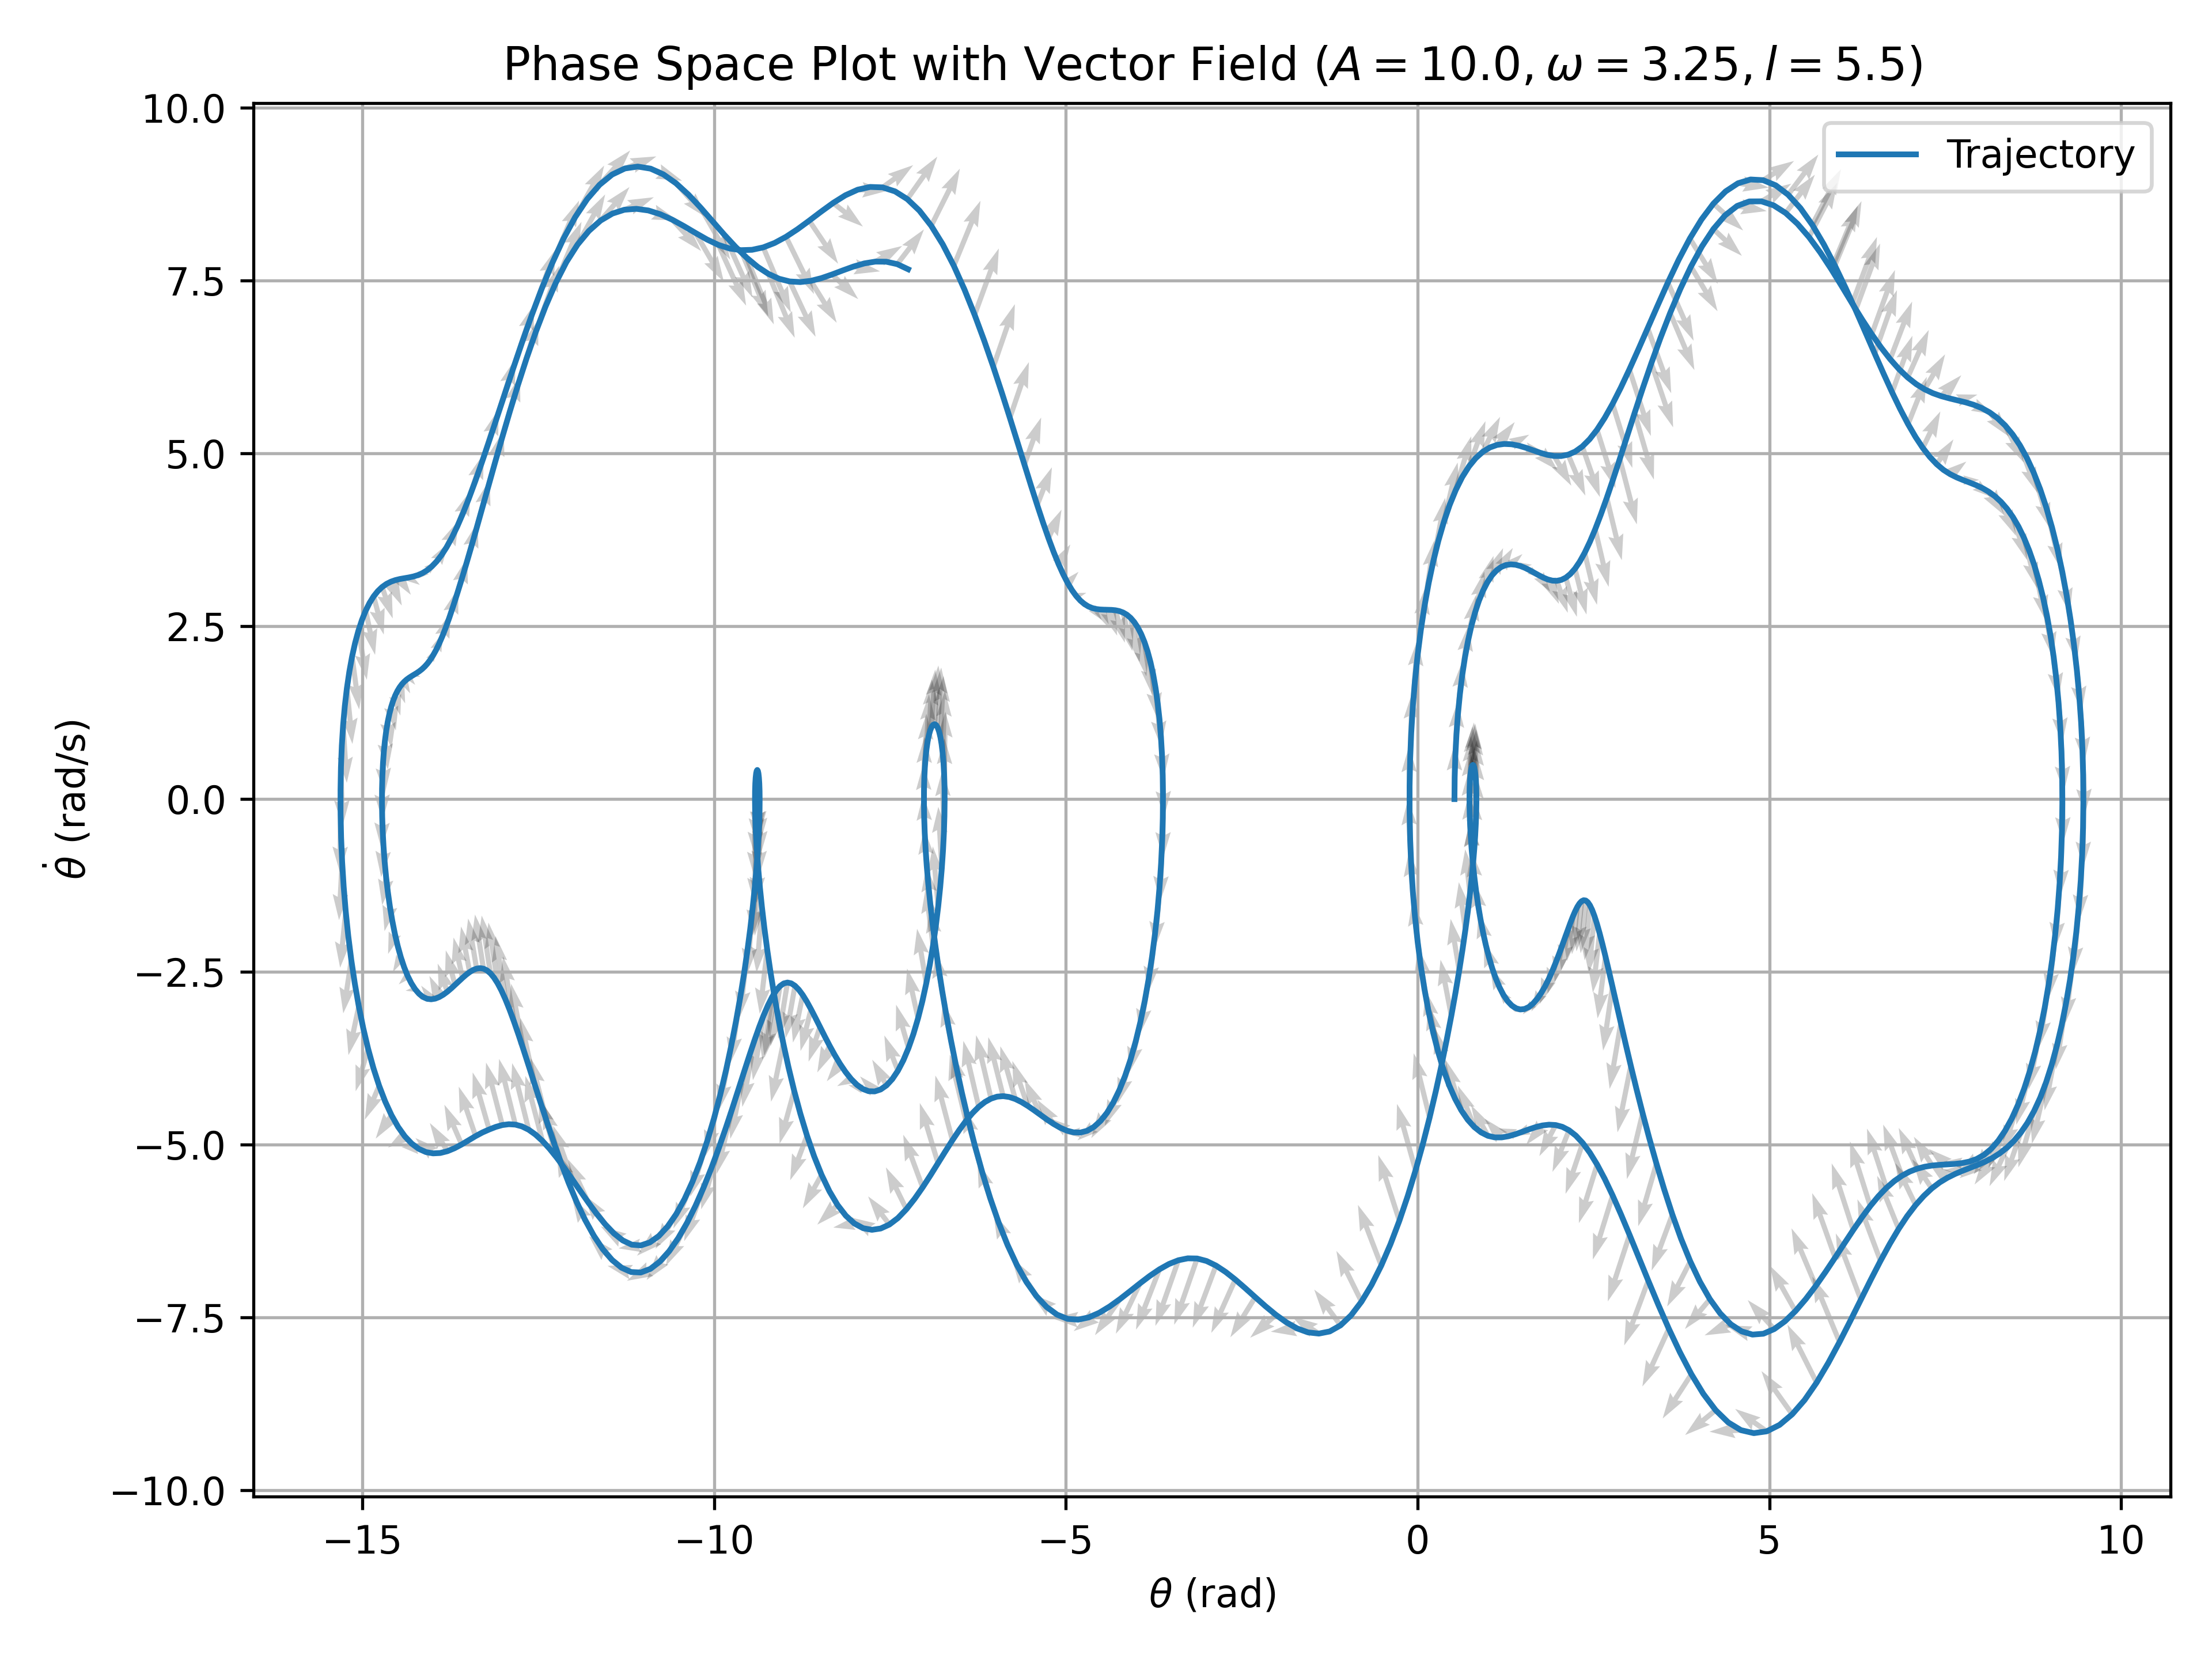 Phase Space Plot with Vector Field (A = 10.0, ω = 3.25, l = 5.5)
Trajectory
10.0
7.5
5.0
2.5
0.0
−2.5
−5.0
−7.5
−10.0
θ̇ (rad/s)
−15 −10 −5 0 5 10
θ (rad)